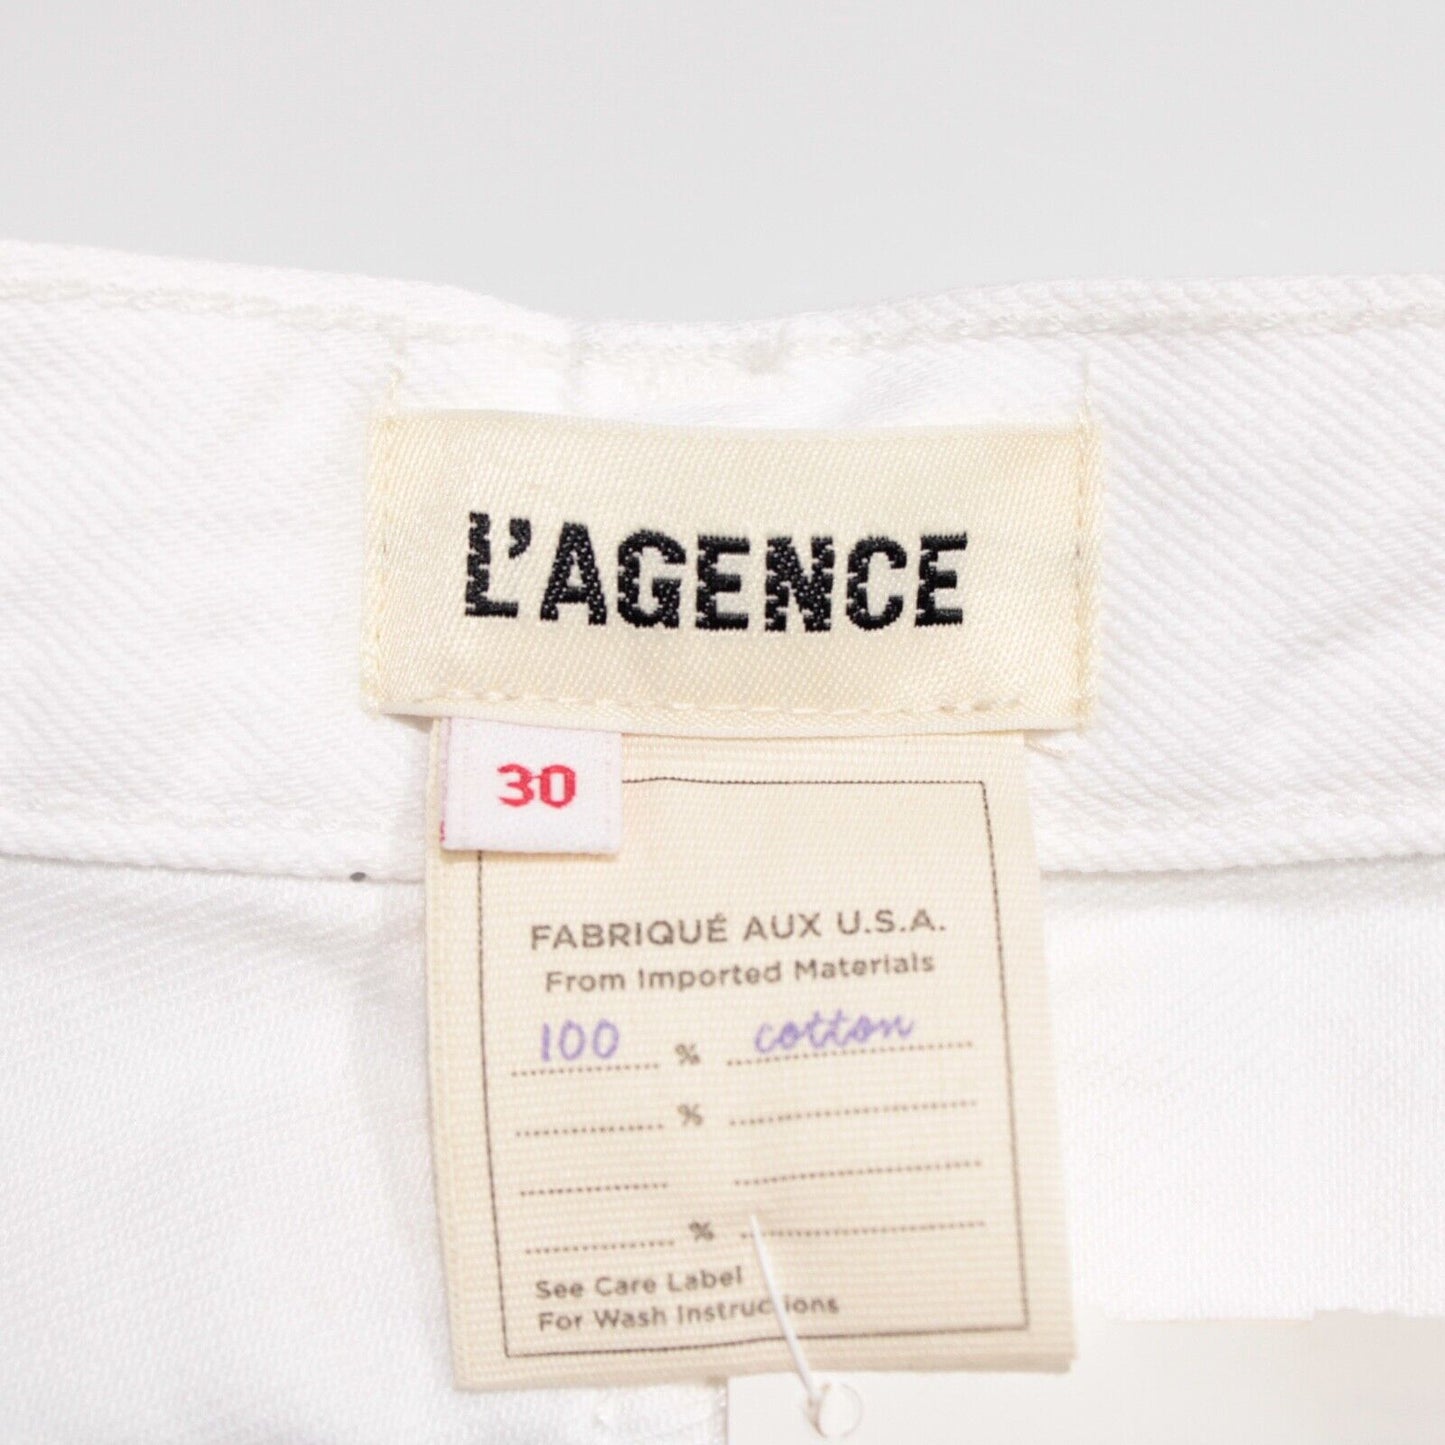 L'AGENCE
30
FABRIQUÉ AUX U.S.A.
From Imported Materials
100 % cotton
%
%
See Care Label
For Wash Instructions